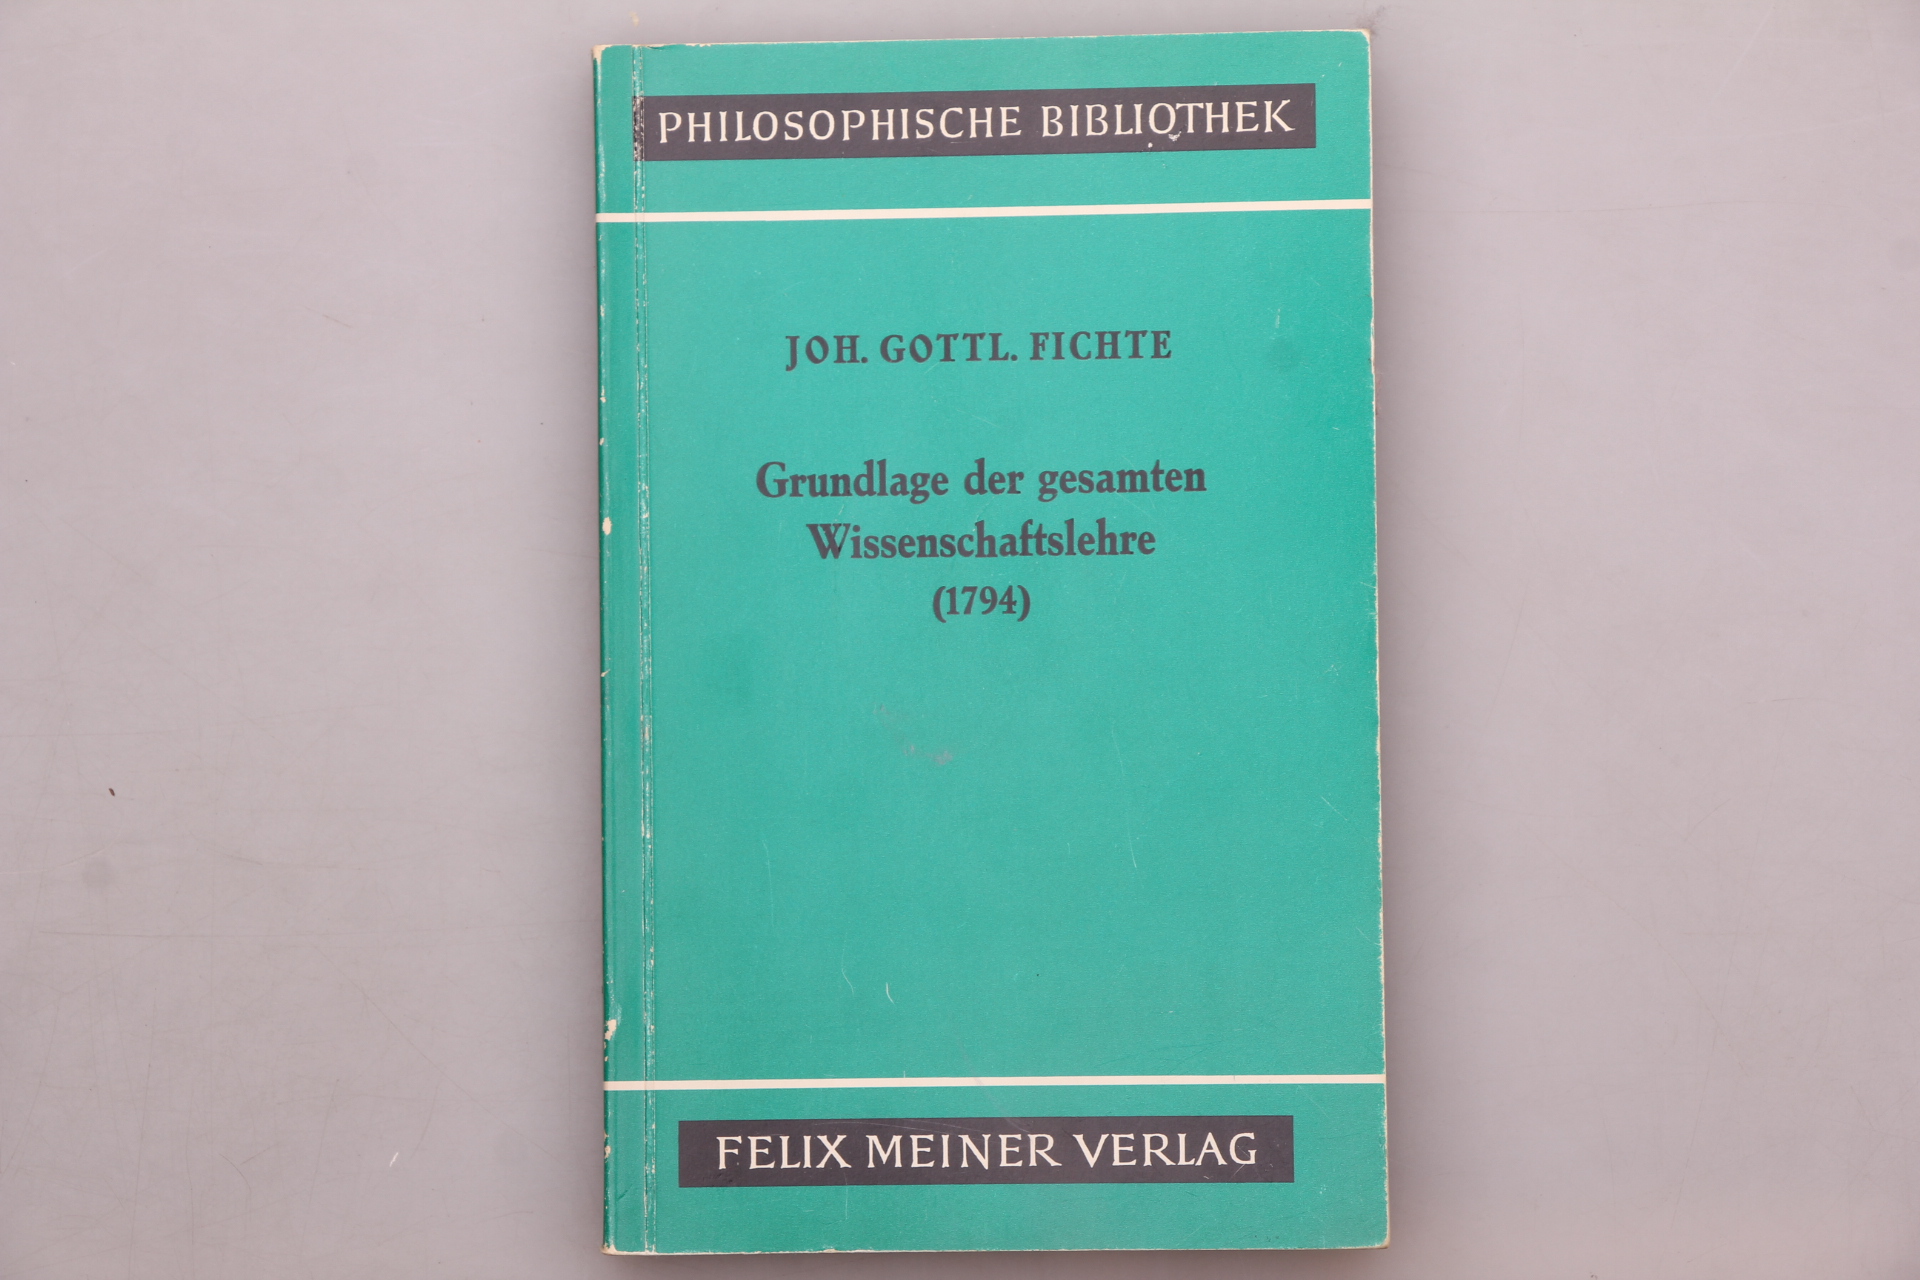 PHILOSOPHISCHE BIBLIOTHEK
JOH. GOTTL. FICHTE
Grundlage der gesamten
Wissenschaftslehre
(1794)
FELIX MEINER VERLAG